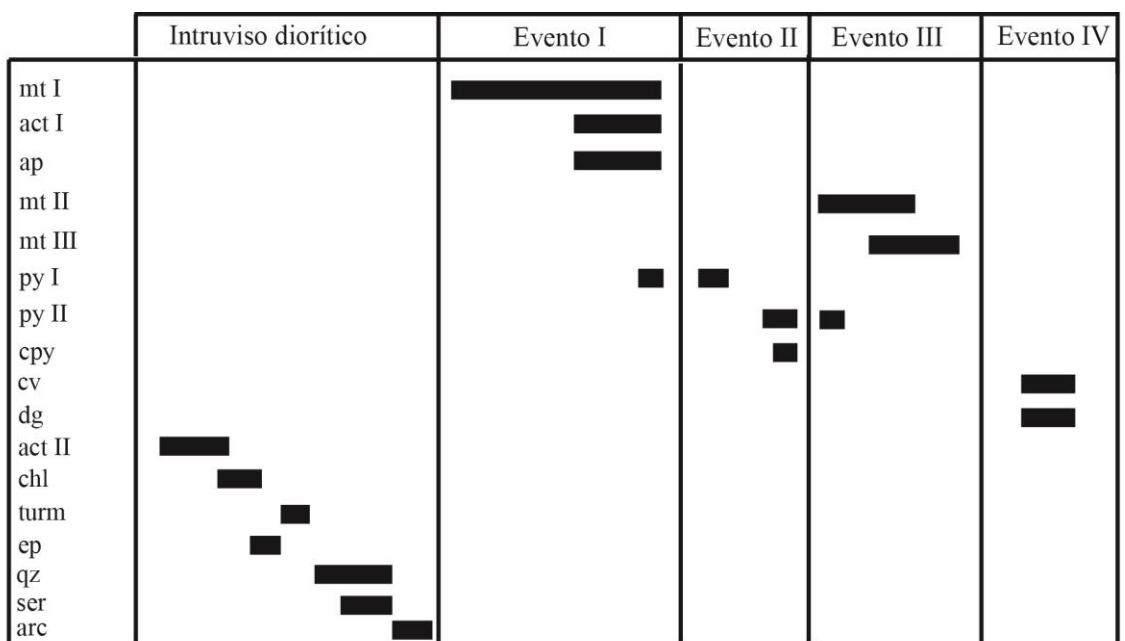 Intruviso diorítico Evento I Evento II Evento III Evento IV
mt I
act I
ap
mt II
mt III
py I
py II
cpy
cv
dg
act II
chl
turm
ep
qz
ser
arc